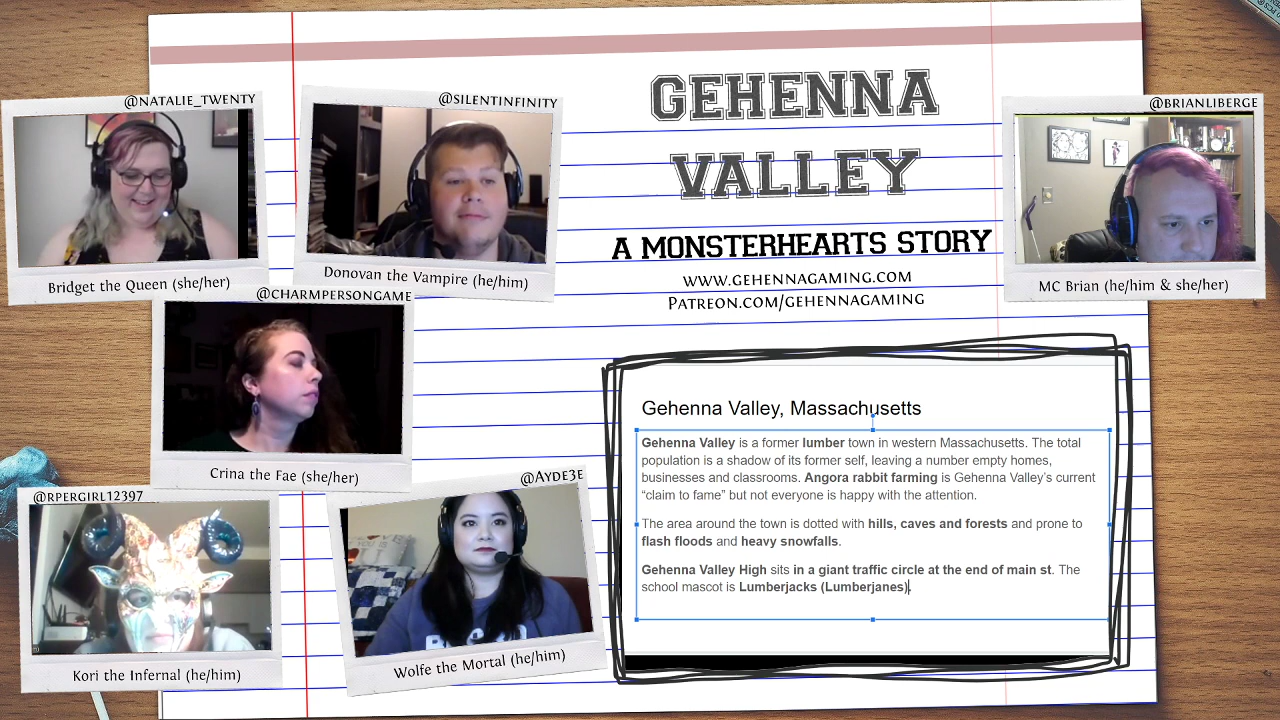 @NATALIE_TWENTY
Bridget the Queen (she/her)
@SILENTINFINITY
Donovan the Vampire (he/him)
@CHARMPERSONGAME
Crina the Fae (she/her)
@RPERGIRL12397
Kori the Infernal (he/him)
@AYDE3E
Wolfe the Mortal (he/him)
GEHENNA
VALLEY
A MONSTERHEARTS STORY
WWW.GEHENNAGAMING.COM
PATREON.COM/GEHENNAGAMING
@BRIANLIBERGE
MC Brian (he/him & she/her)
Gehenna Valley, Massachusetts
Gehenna Valley is a former lumber town in western Massachusetts. The total
population is a shadow of its former self, leaving a number empty homes,
businesses and classrooms. Angora rabbit farming is Gehenna Valley's current
“claim to fame” but not everyone is happy with the attention.
The area around the town is dotted with hills, caves and forests and prone to
flash floods and heavy snowfalls.
Gehenna Valley High sits in a giant traffic circle at the end of main st. The
school mascot is Lumberjacks (Lumberjanes).